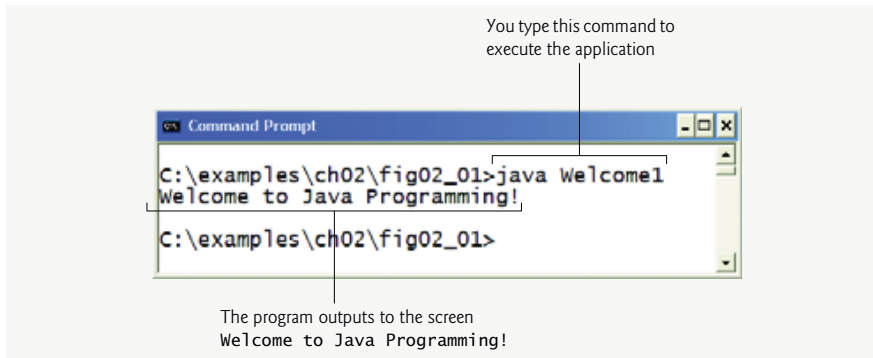 You type this command to
execute the application
Command Prompt
C:\examples\ch02\fig02_01>java Welcome1
Welcome to Java Programming!
C:\examples\ch02\fig02_01>
The program outputs to the screen
Welcome to Java Programming!